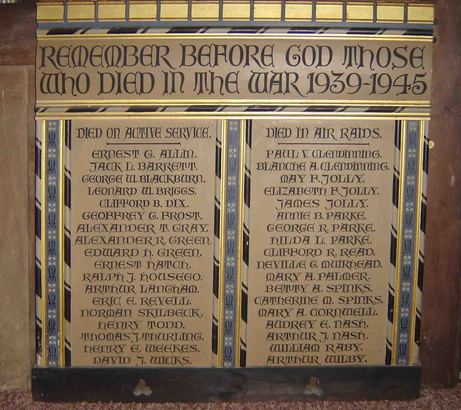 REMEMBER BEFORE GOD THOSE
WHO DIED IN THE WAR 1939-1945
DIED ON ACTIVE SERVICE.
ERNEST G. ALLIN.
JACK L. BARRETT.
GEORGE W. BLACKBURN.
LEONARD W. BRIGGS.
CLIFFORD B. DIX.
GEOFFREY G. FROST.
ALEXANDER T. GRAY.
ALEXANDER R. GREEN.
EDWARD H. GREEN.
ERNEST HATCH.
RALPH J. HOUSEGO.
ARTHUR LANGHAM.
ERIC E. REVELL.
NORMAN SKILBECK.
HENRY TODD.
THOMAS J. THURLING.
HENRY E. WEEKES.
DAVID J. WICKS.
DIED IN AIR RAIDS.
PAUL V. CLENDINNING.
BLANCHE A. CLENDINNING.
MAY F. JOLLY.
ELIZABETH F. JOLLY.
JAMES JOLLY.
ANNIE B. PARKE.
GEORGE R. PARKE.
HILDA L. PARKE.
CLIFFORD R. READ.
NEVILLE G. MUIRHEAD.
MARY A. PALMER.
BETTY A. SPINKS.
CATHERINE M. SPINKS.
MARY A. CORNWELL.
AUDREY E. NASH.
ARTHUR J. NASH.
WILLIAM RABY.
ARTHUR WILBY.